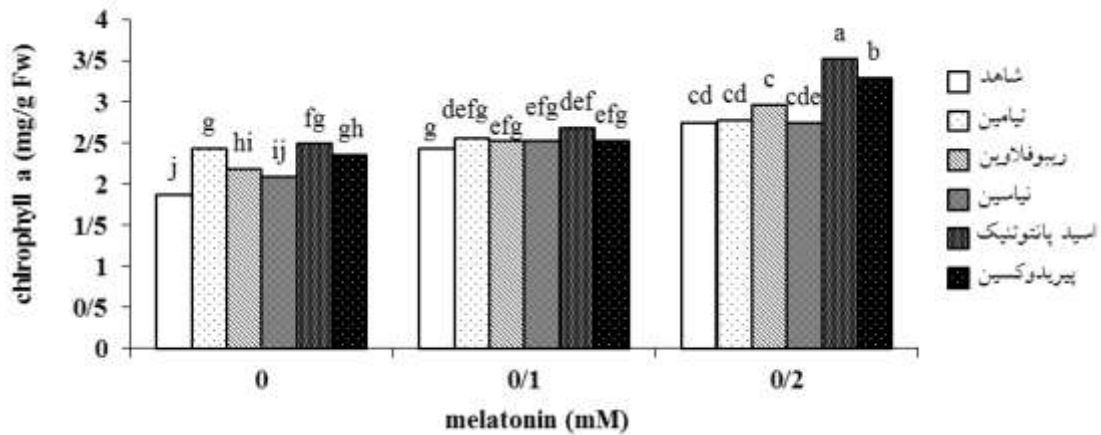 chlrophyll a (mg/g Fw)
4
3/5
3
2/5
2
1/5
1
0/5
0
j g hi ij fg gh
g defg efg efg def efg
cd cd c cde a b
0 0/1 0/2
melatonin (mM)
شاهد
تیامین
ریبوفلاوین
نیاسین
اسید پانتوتنیک
پیریدوکسین